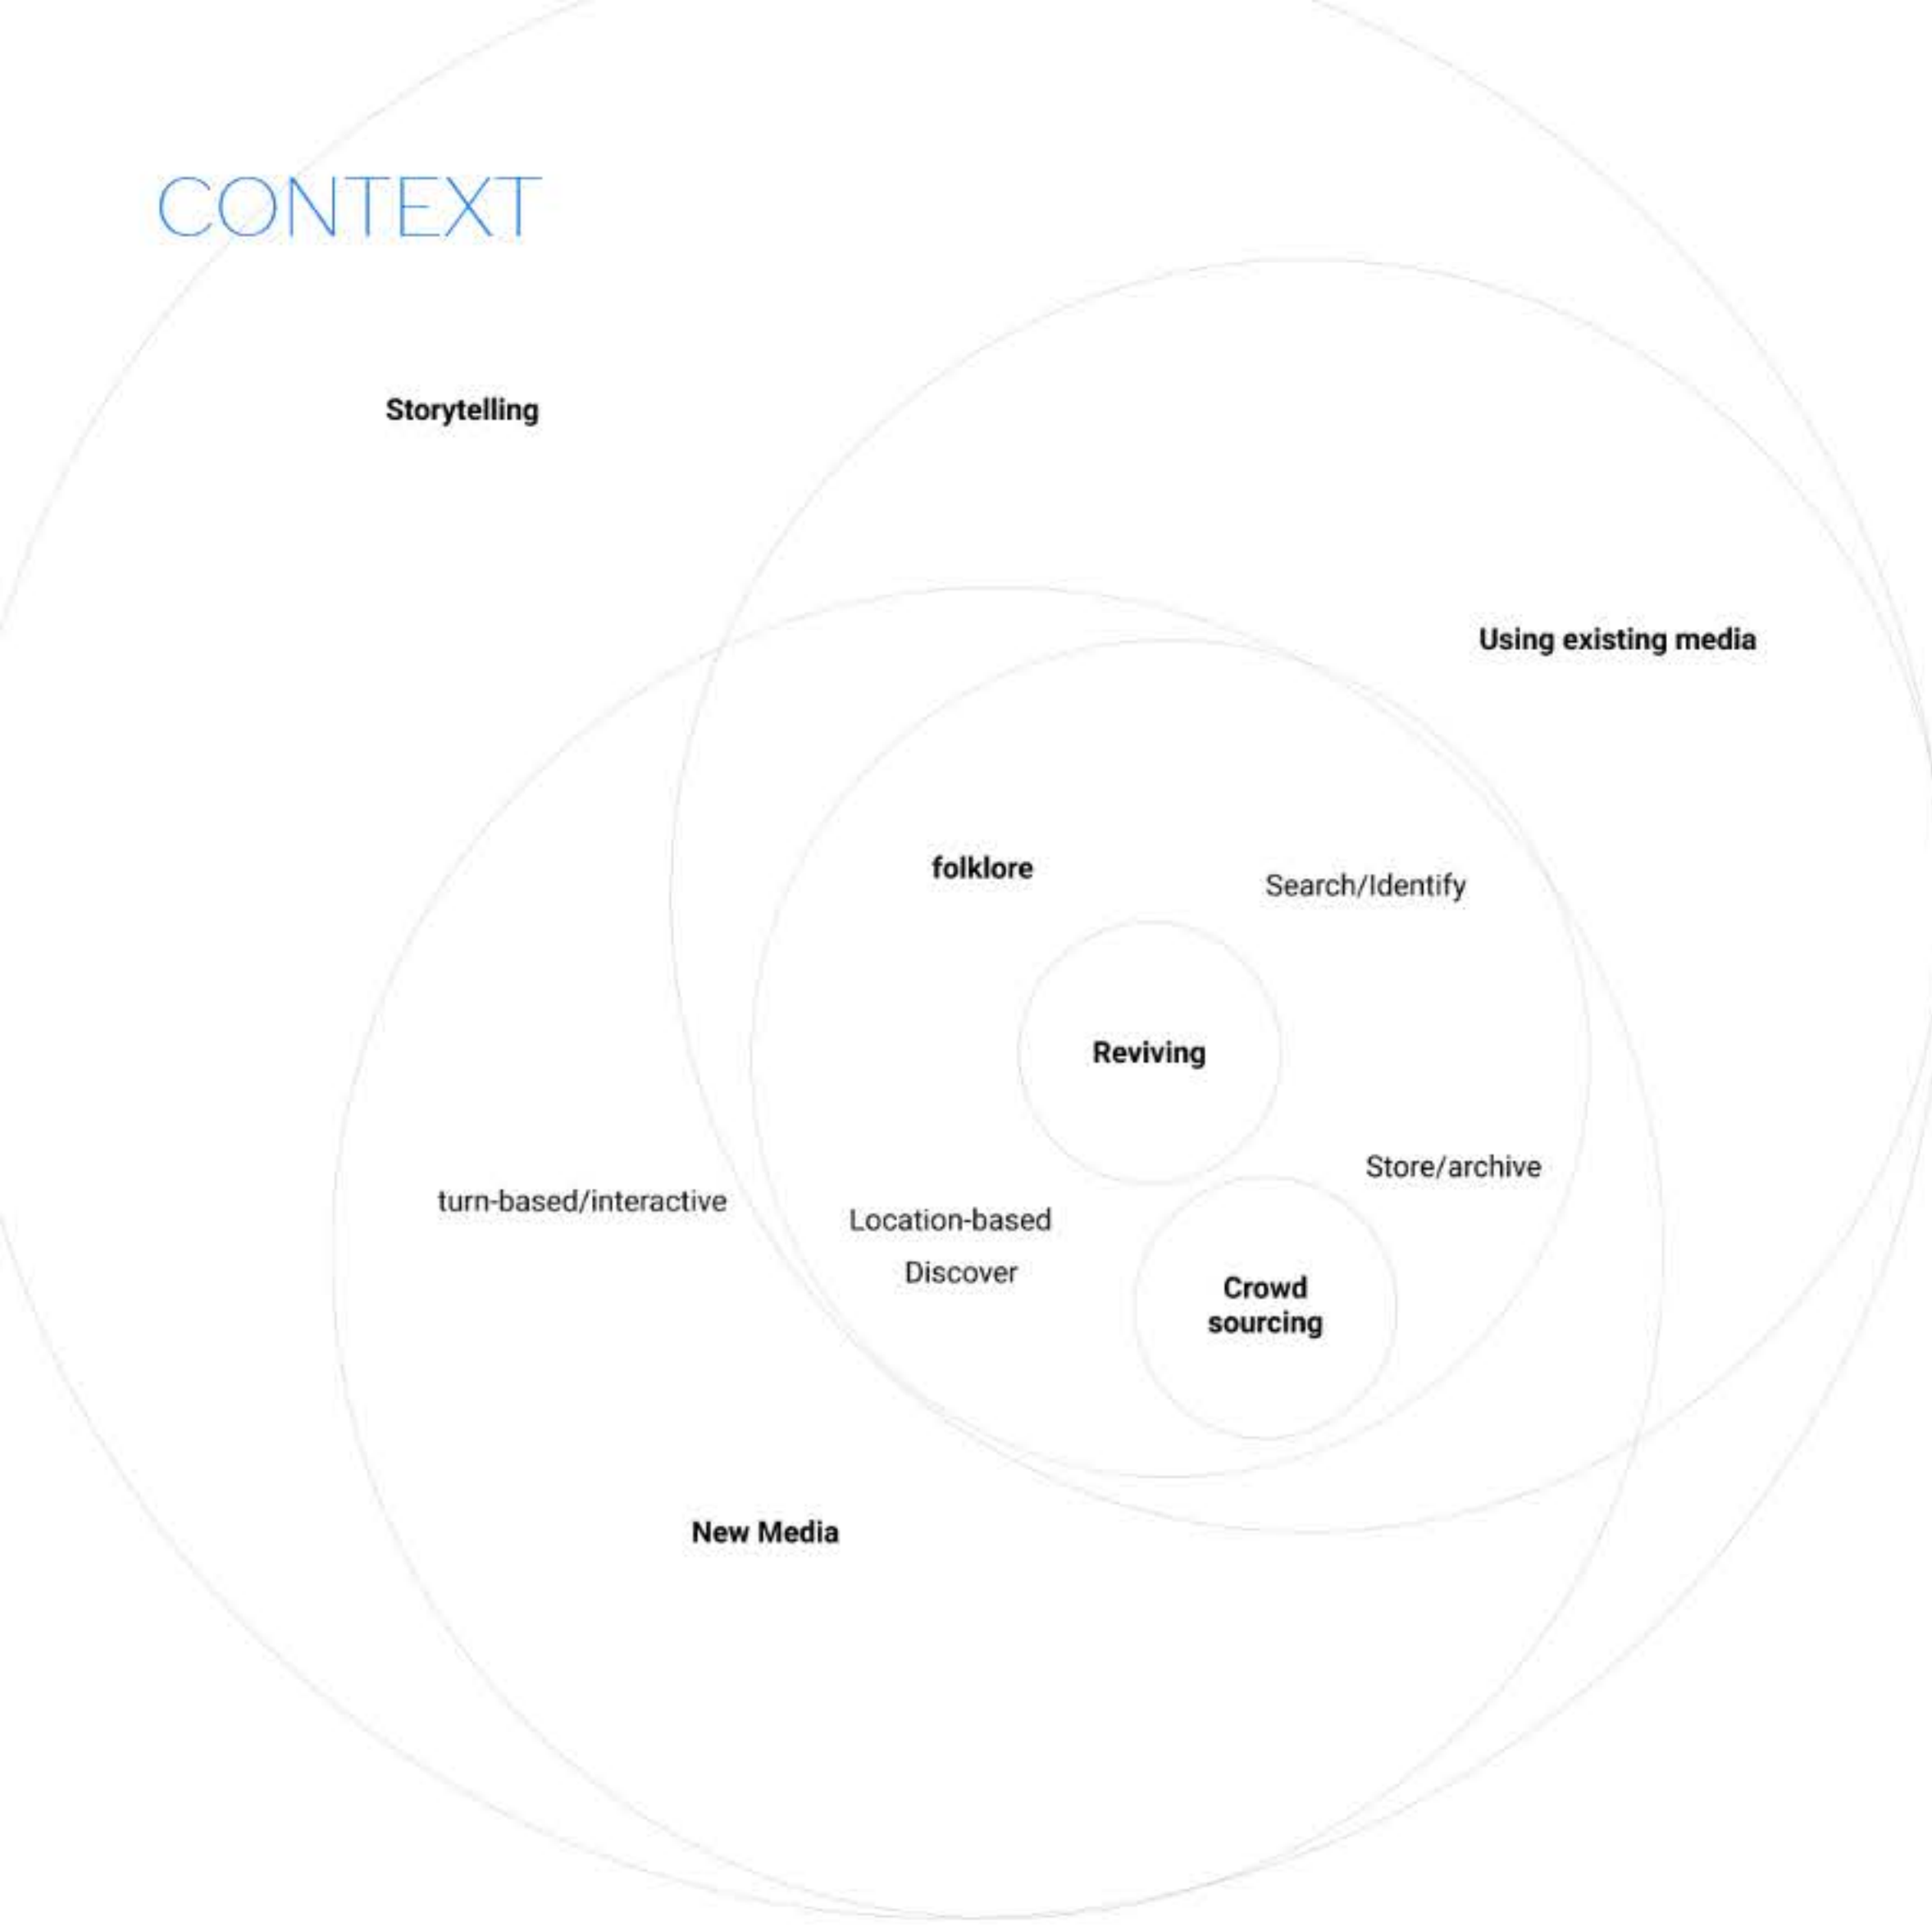 CONTEXT
Storytelling
Using existing media
folklore
Search/Identify
Reviving
Store/archive
turn-based/interactive
Location-based
Discover
Crowd
sourcing
New Media